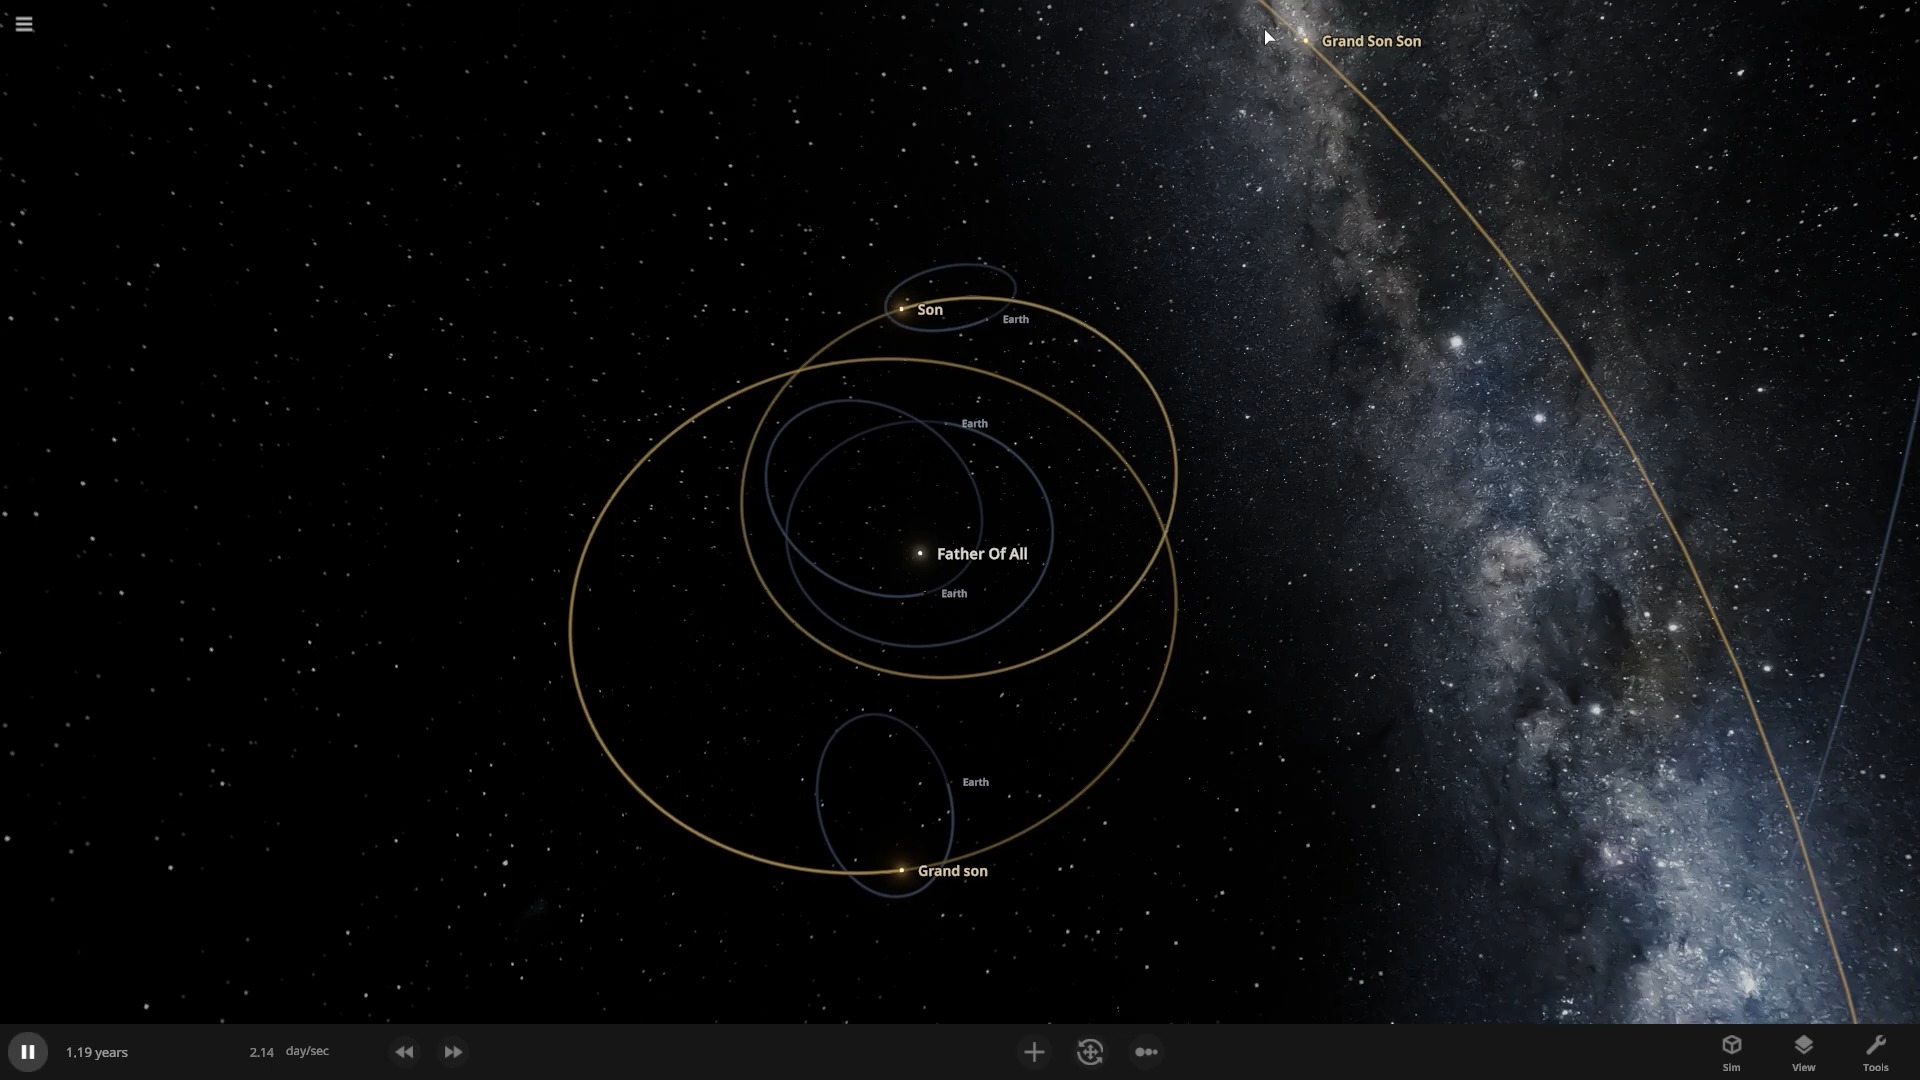 Grand Son Son
Son
Earth
Earth
Father Of All
Earth
Earth
Grand son
1.19 years
2.14 day/sec
Sim
View
Tools